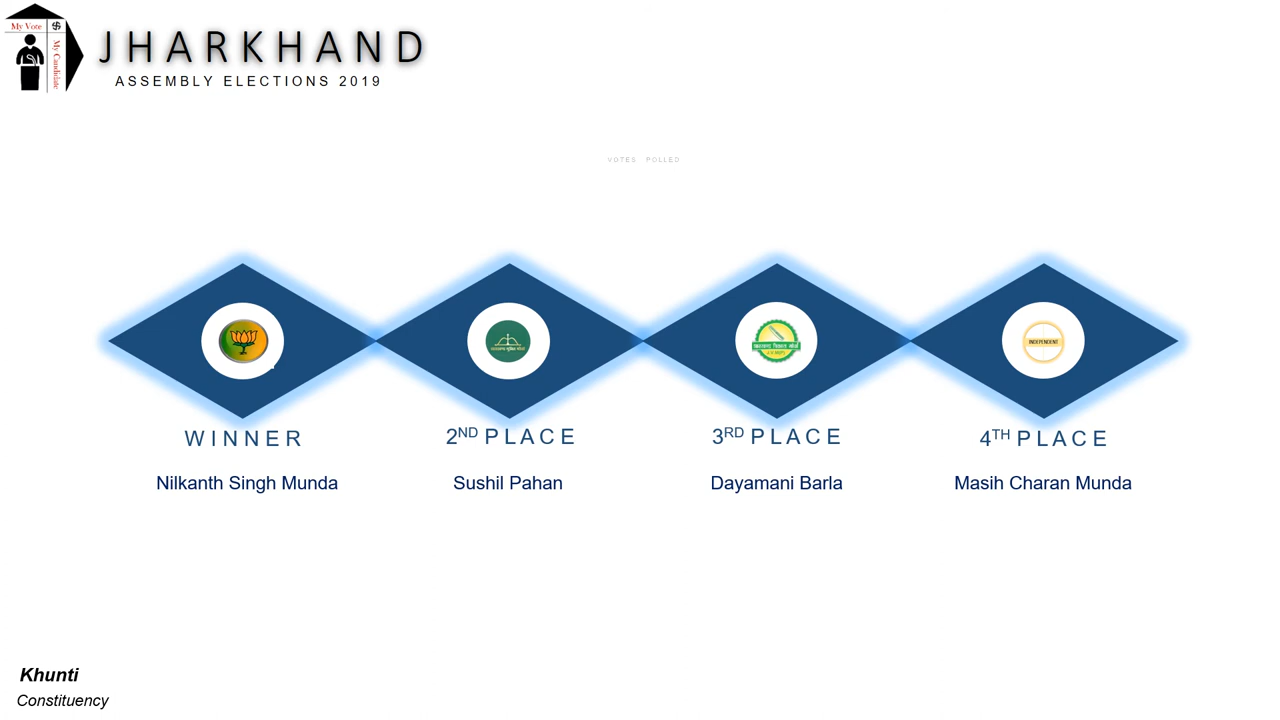 My Vote
My Candidate
JHARKHAND
ASSEMBLY ELECTIONS 2019
VOTES POLLED
INDEPENDENT
WINNER
2ND PLACE
3RD PLACE
4TH PLACE
Nilkanth Singh Munda
Sushil Pahan
Dayamani Barla
Masih Charan Munda
Khunti
Constituency